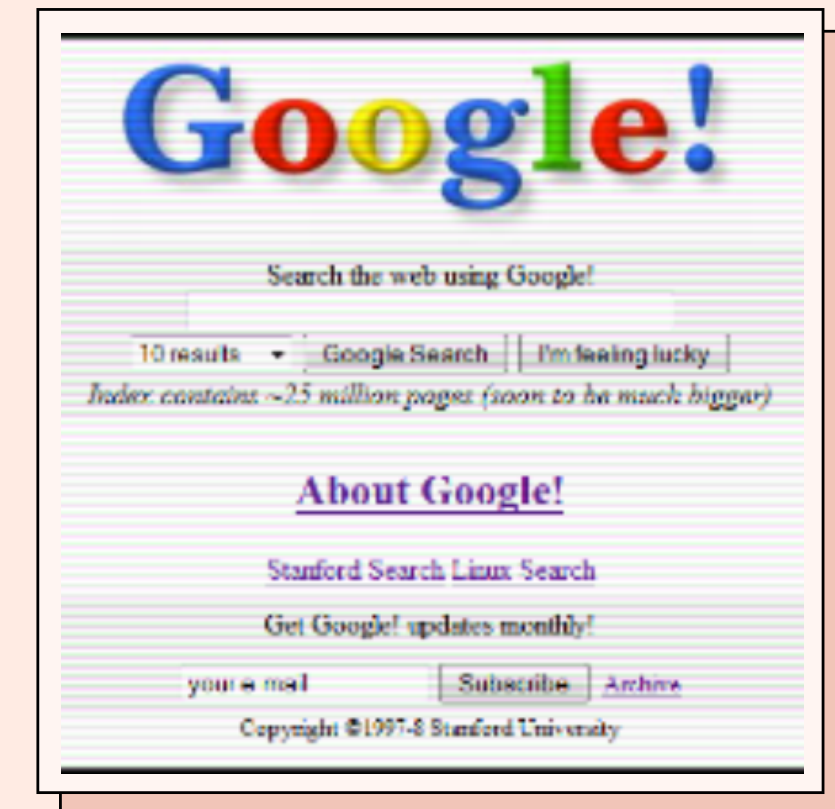 Google!
Search the web using Google!
10 results Google Search I'm feeling lucky
Index contains ~25 million pages (soon to be much bigger)
About Google!
Stanford Search Linux Search
Get Google! updates monthly!
your e-mail Subscribe Archive
Copyright ©1997-8 Stanford University